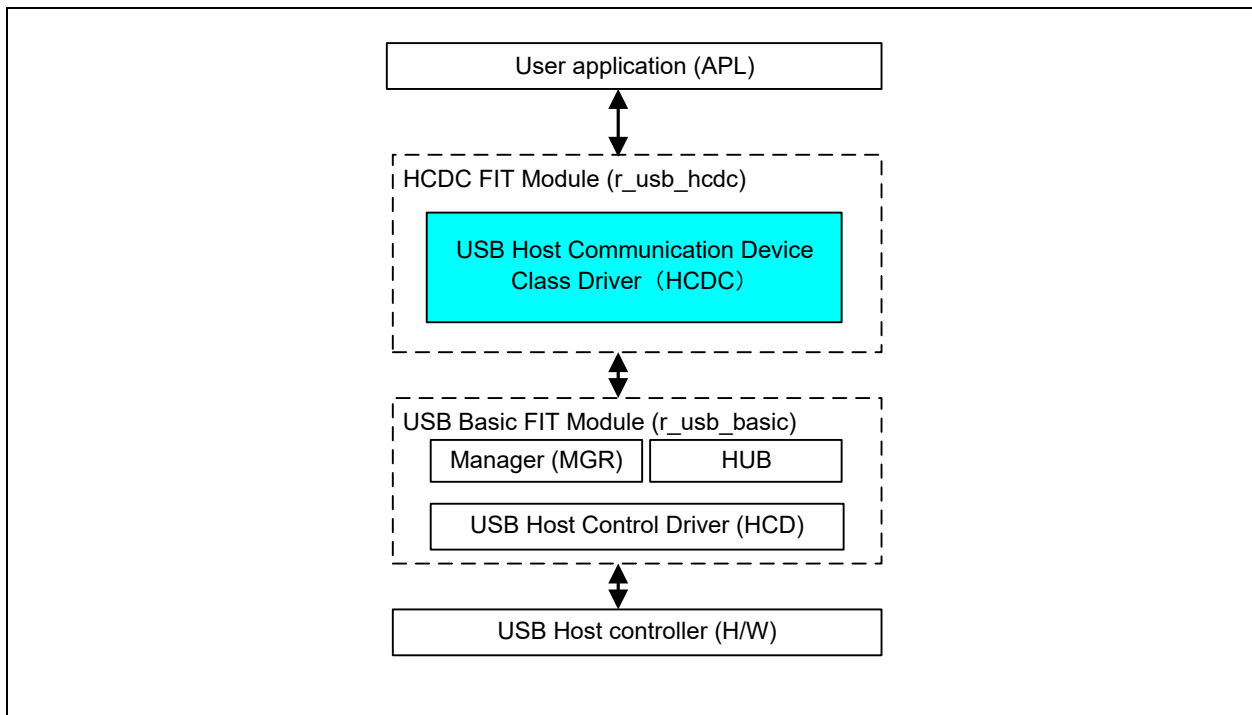 User application (APL)
HCDC FIT Module (r_usb_hcdc)
USB Host Communication Device
Class Driver（HCDC）
USB Basic FIT Module (r_usb_basic)
Manager (MGR)
HUB
USB Host Control Driver (HCD)
USB Host controller (H/W)